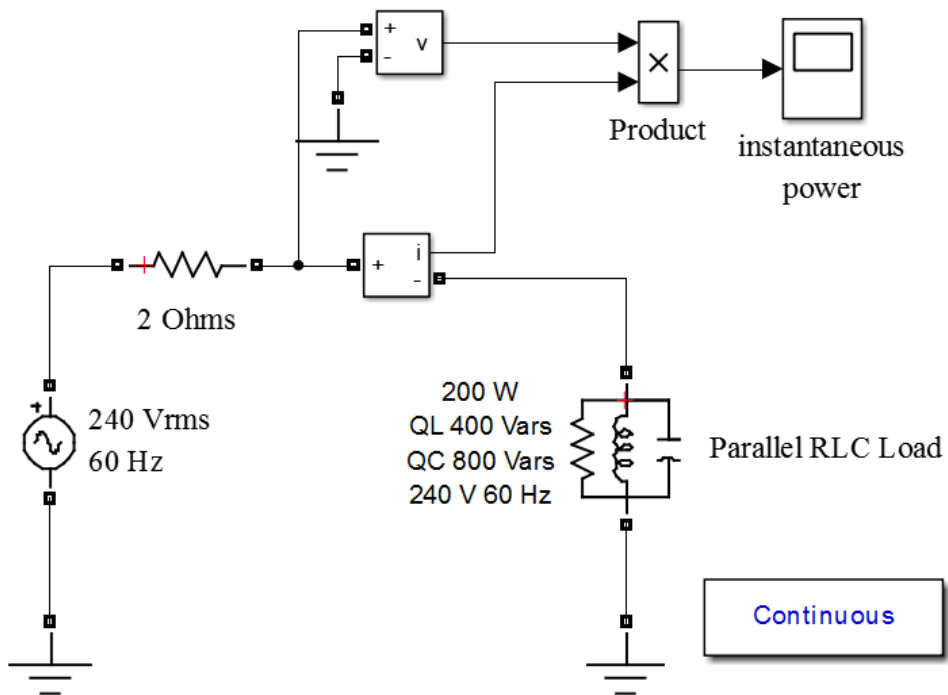 +
v
-
Product
instantaneous
power
+
i
-
2 Ohms
+
240 Vrms
60 Hz
200 W
QL 400 Vars
QC 800 Vars
240 V 60 Hz
Parallel RLC Load
Continuous